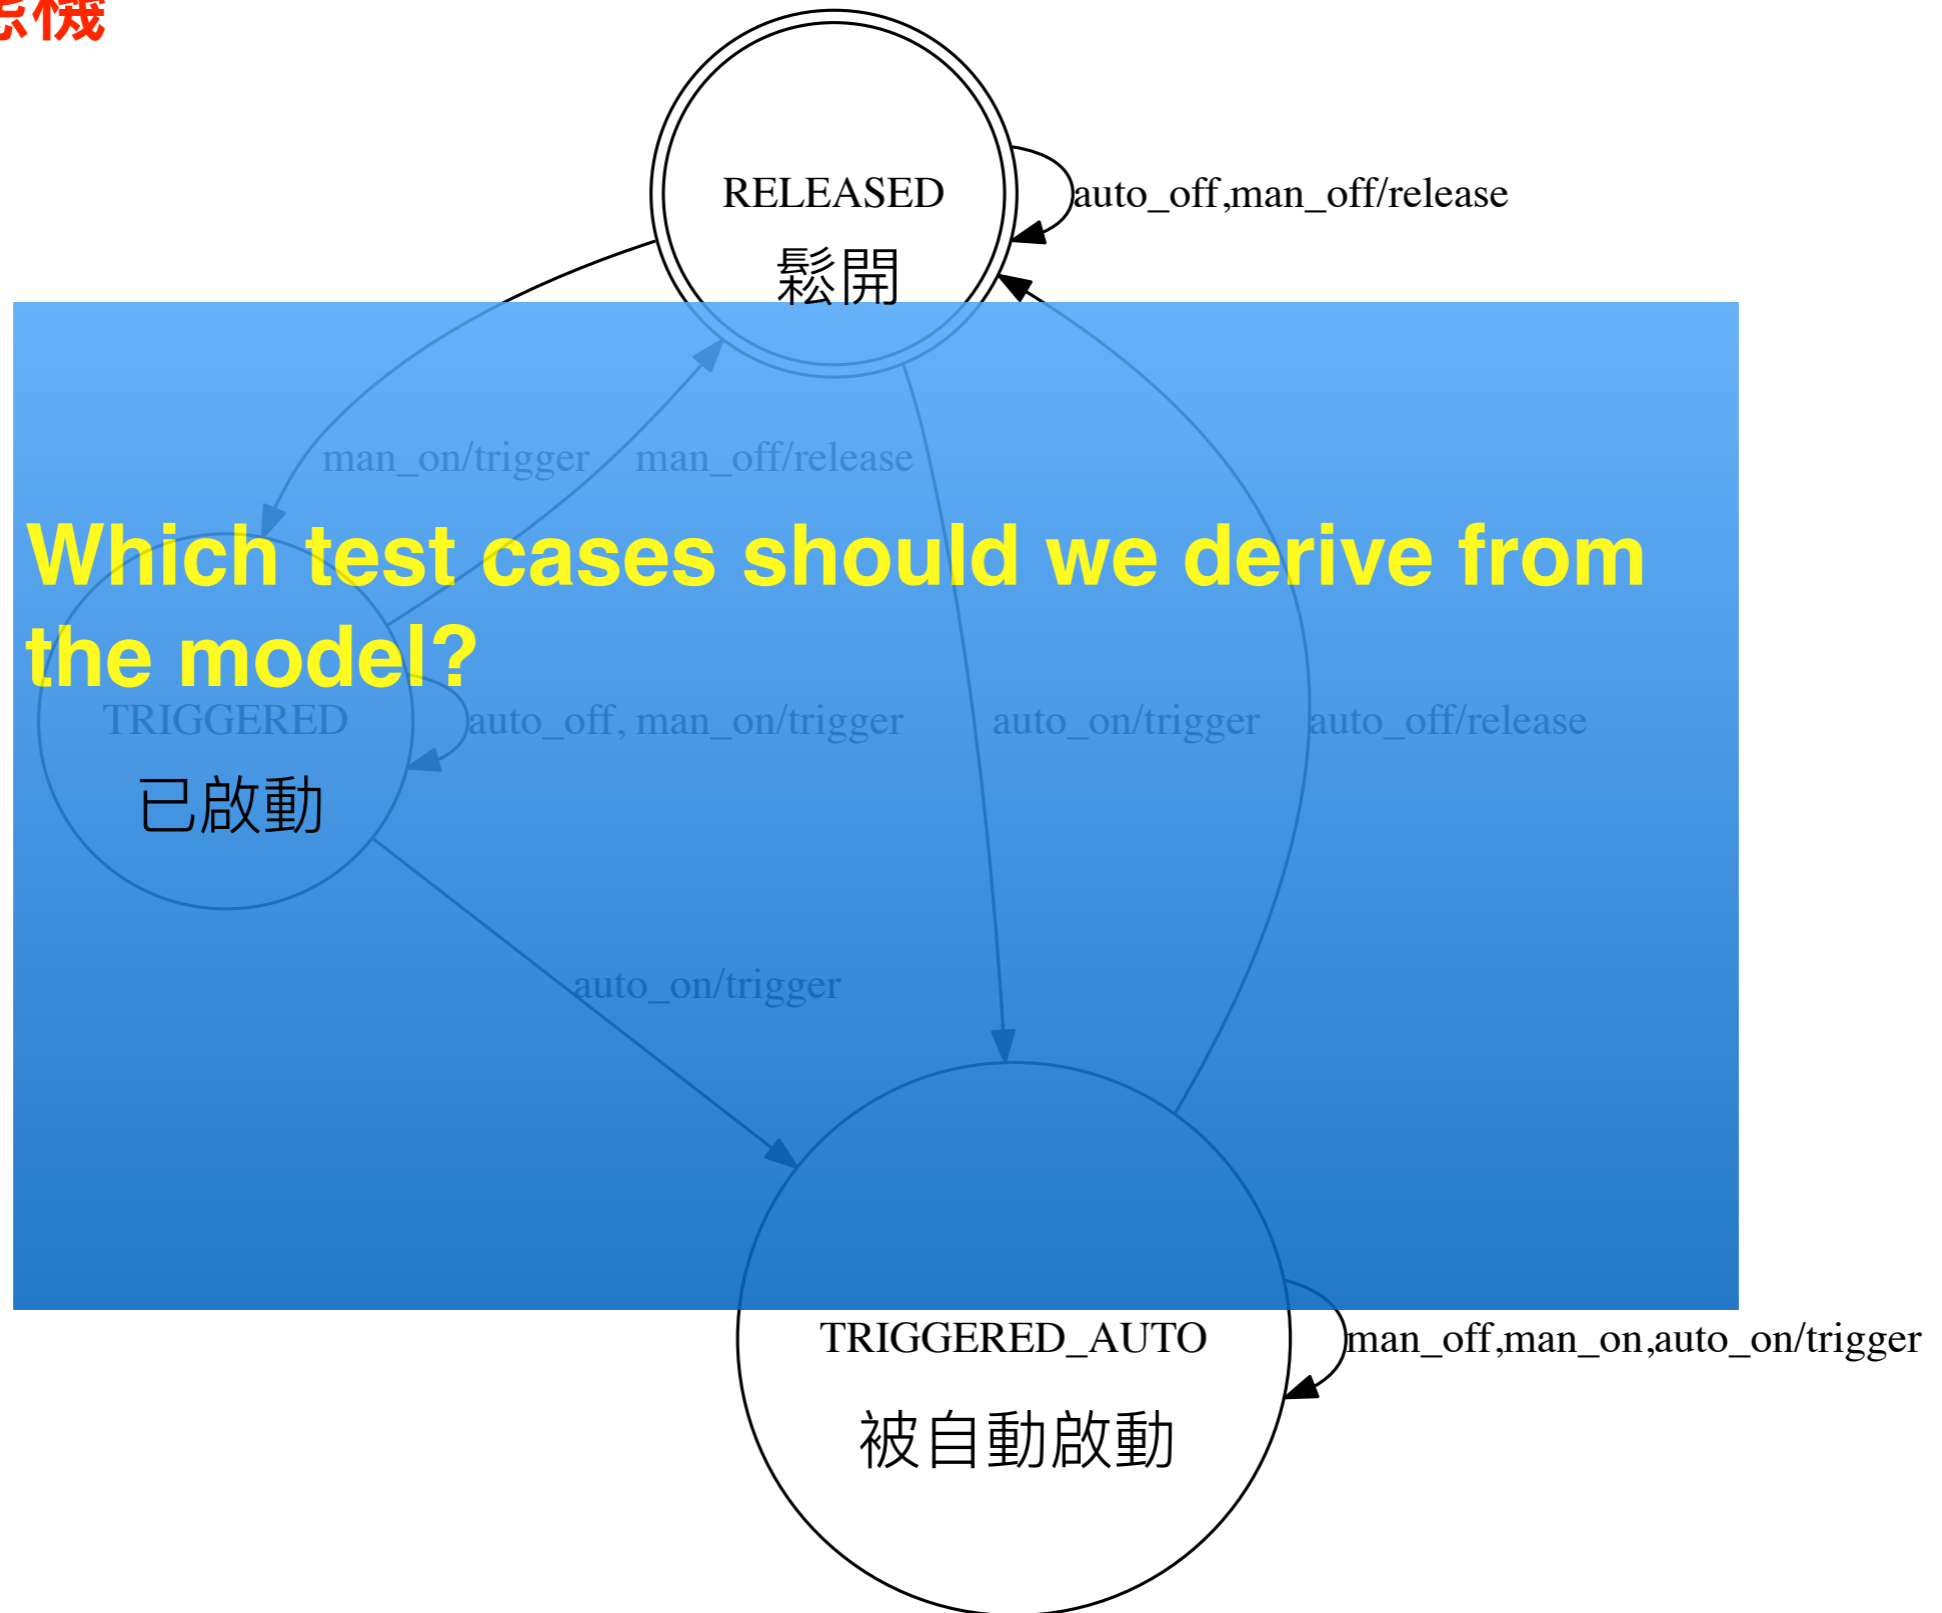 態機
RELEASED
鬆開
auto_off,man_off/release
man_on/trigger
man_off/release
Which test cases should we derive from
the model?
TRIGGERED
已啟動
auto_off, man_on/trigger
auto_on/trigger
auto_off/release
auto_on/trigger
TRIGGERED_AUTO
被自動啟動
man_off,man_on,auto_on/trigger